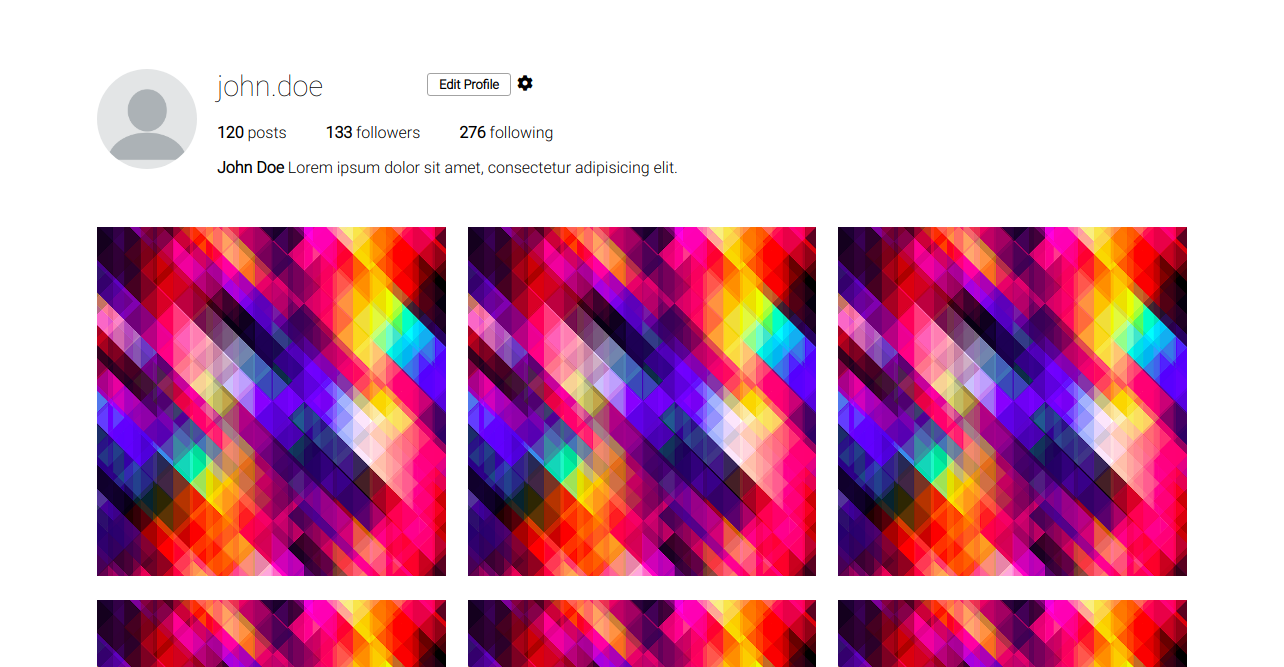 john.doe Edit Profile
120 posts 133 followers 276 following
John Doe Lorem ipsum dolor sit amet, consectetur adipisicing elit.